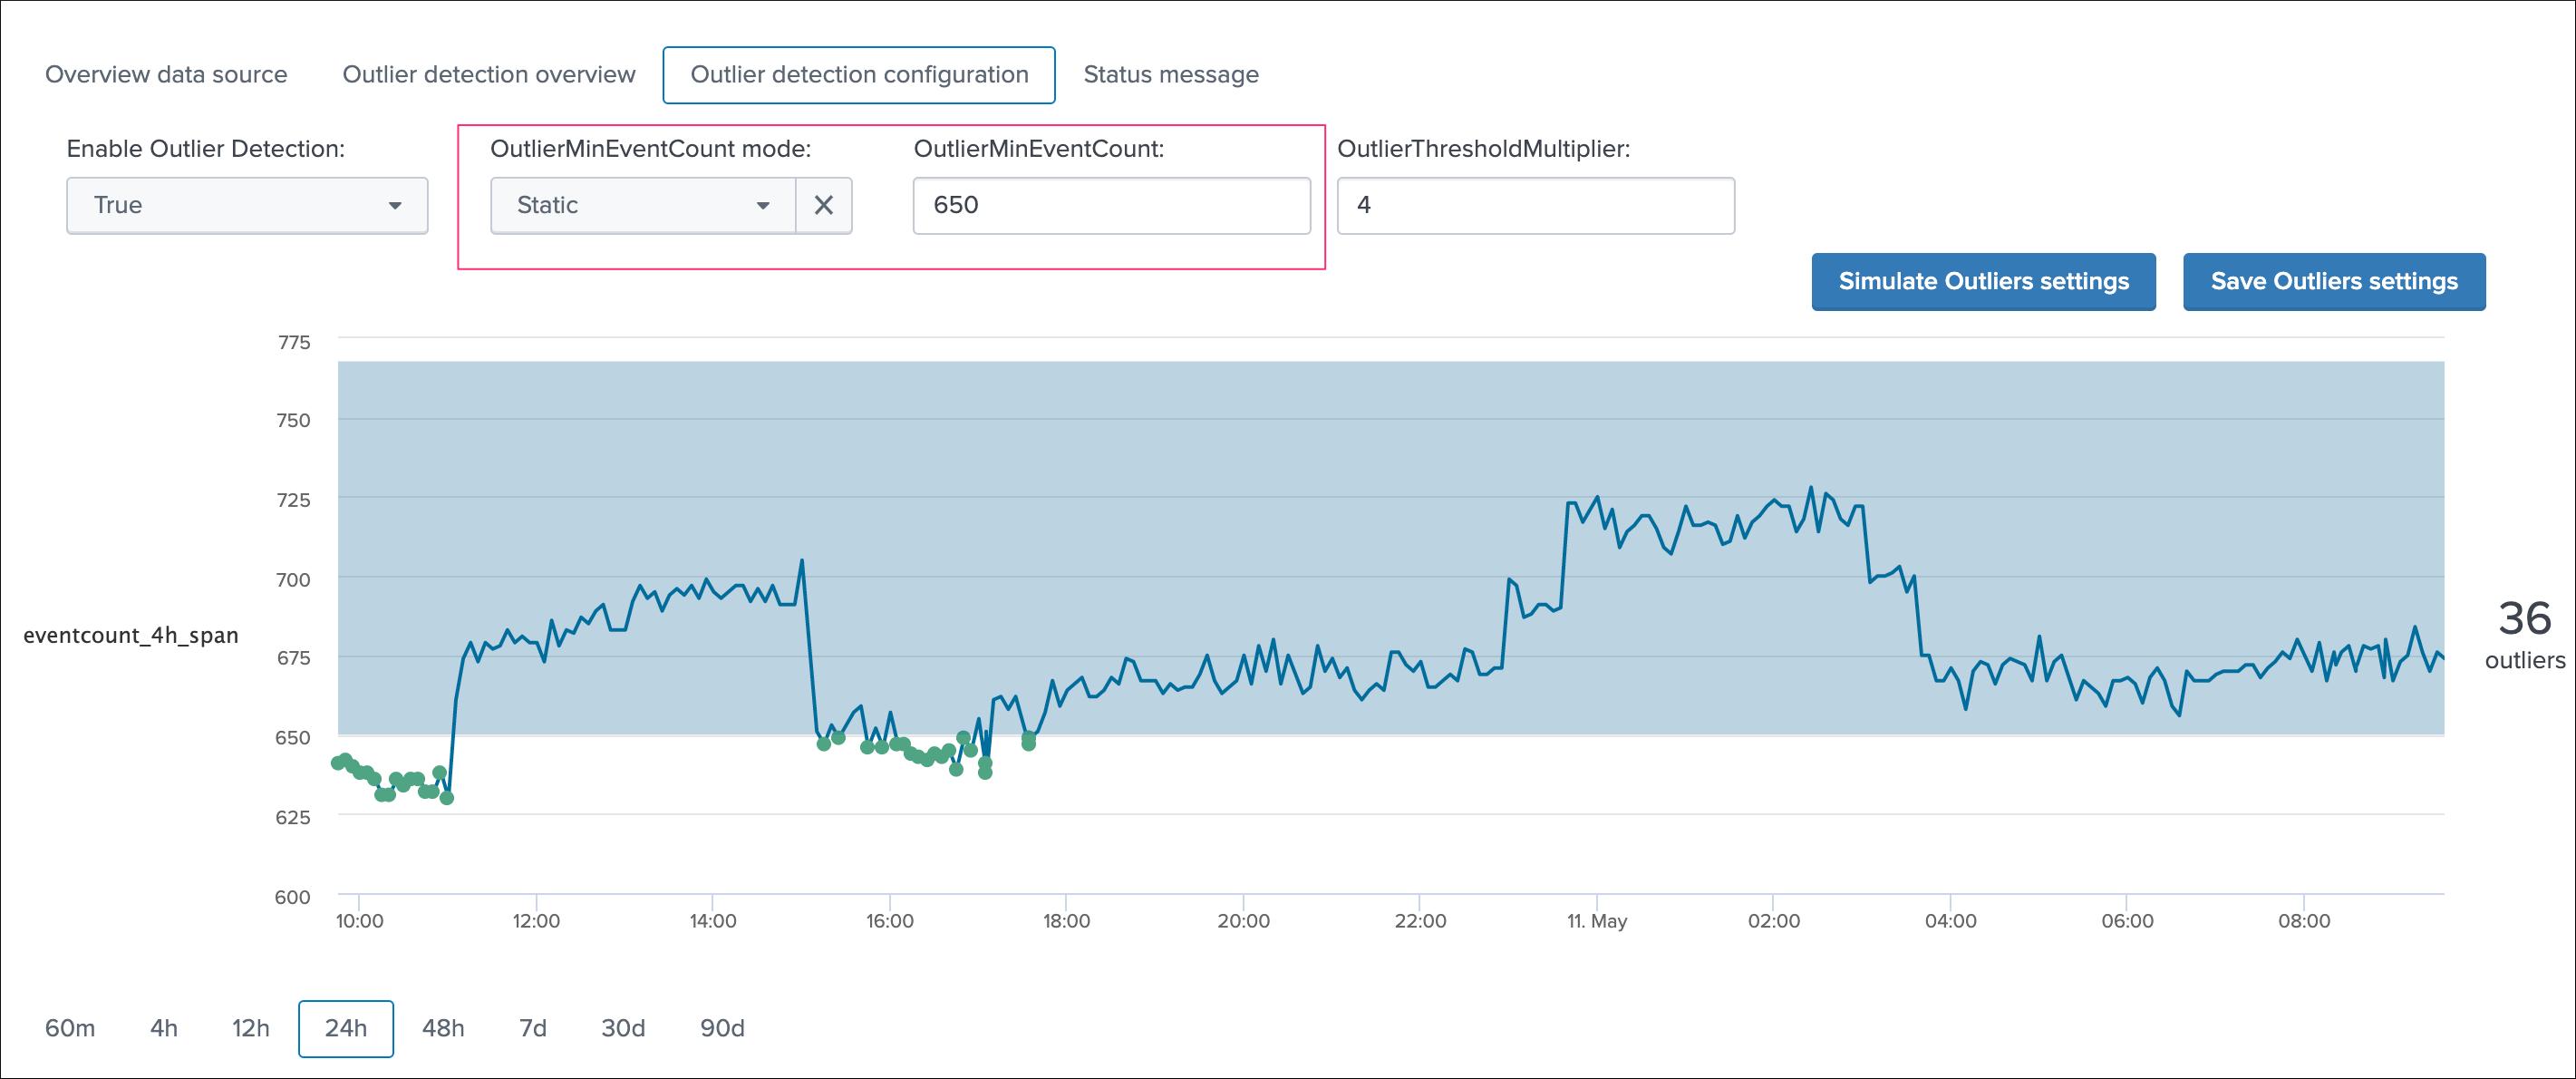 Overview data source Outlier detection overview Outlier detection configuration Status message
Enable Outlier Detection: OutlierMinEventCount mode: OutlierMinEventCount: OutlierThresholdMultiplier:
True Static 650 4
Simulate Outliers settings Save Outliers settings
775
750
725
700
675
650
625
600
eventcount_4h_span
36
outliers
10:00 12:00 14:00 16:00 18:00 20:00 22:00 11. May 02:00 04:00 06:00 08:00
60m 4h 12h 24h 48h 7d 30d 90d